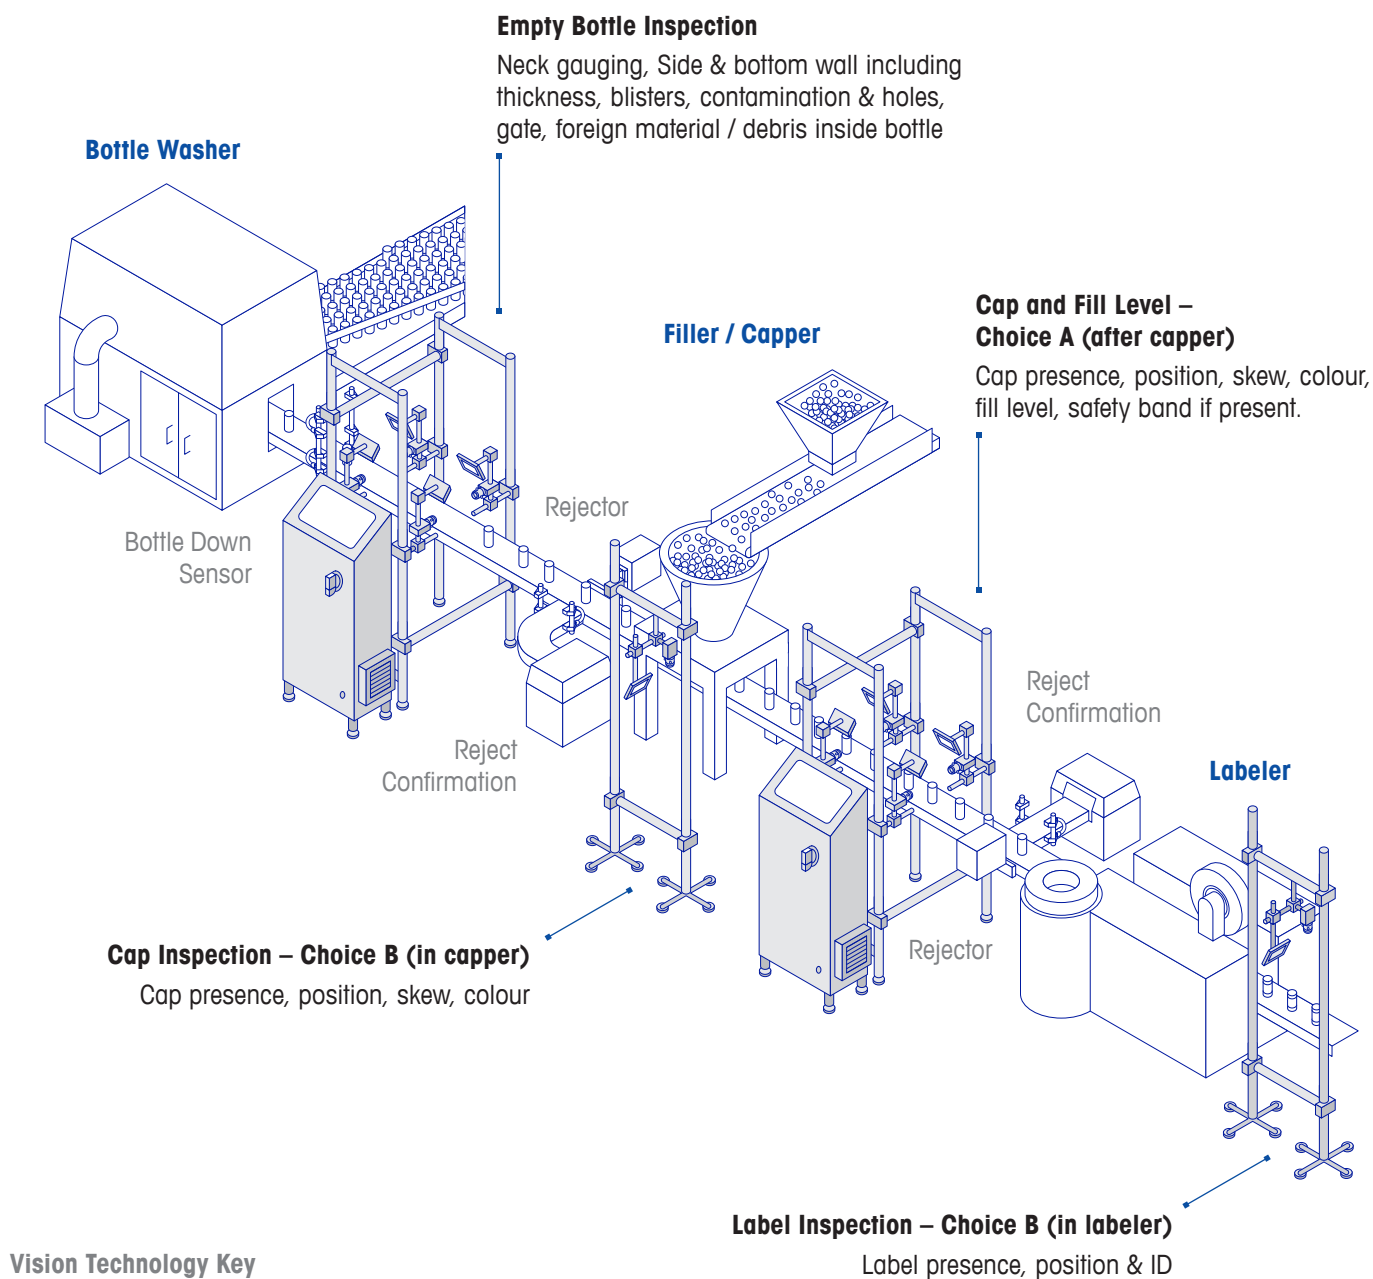 Empty Bottle Inspection
Neck gauging, Side & bottom wall including
thickness, blisters, contamination & holes,
gate, foreign material / debris inside bottle
Bottle Washer
Cap and Fill Level –
Choice A (after capper)
Cap presence, position, skew, colour,
fill level, safety band if present.
Filler / Capper
Rejector
Bottle Down
Sensor
Reject
Confirmation
Reject
Confirmation
Labeler
Rejector
Cap Inspection – Choice B (in capper)
Cap presence, position, skew, colour
Label Inspection – Choice B (in labeler)
Label presence, position & ID
Vision Technology Key